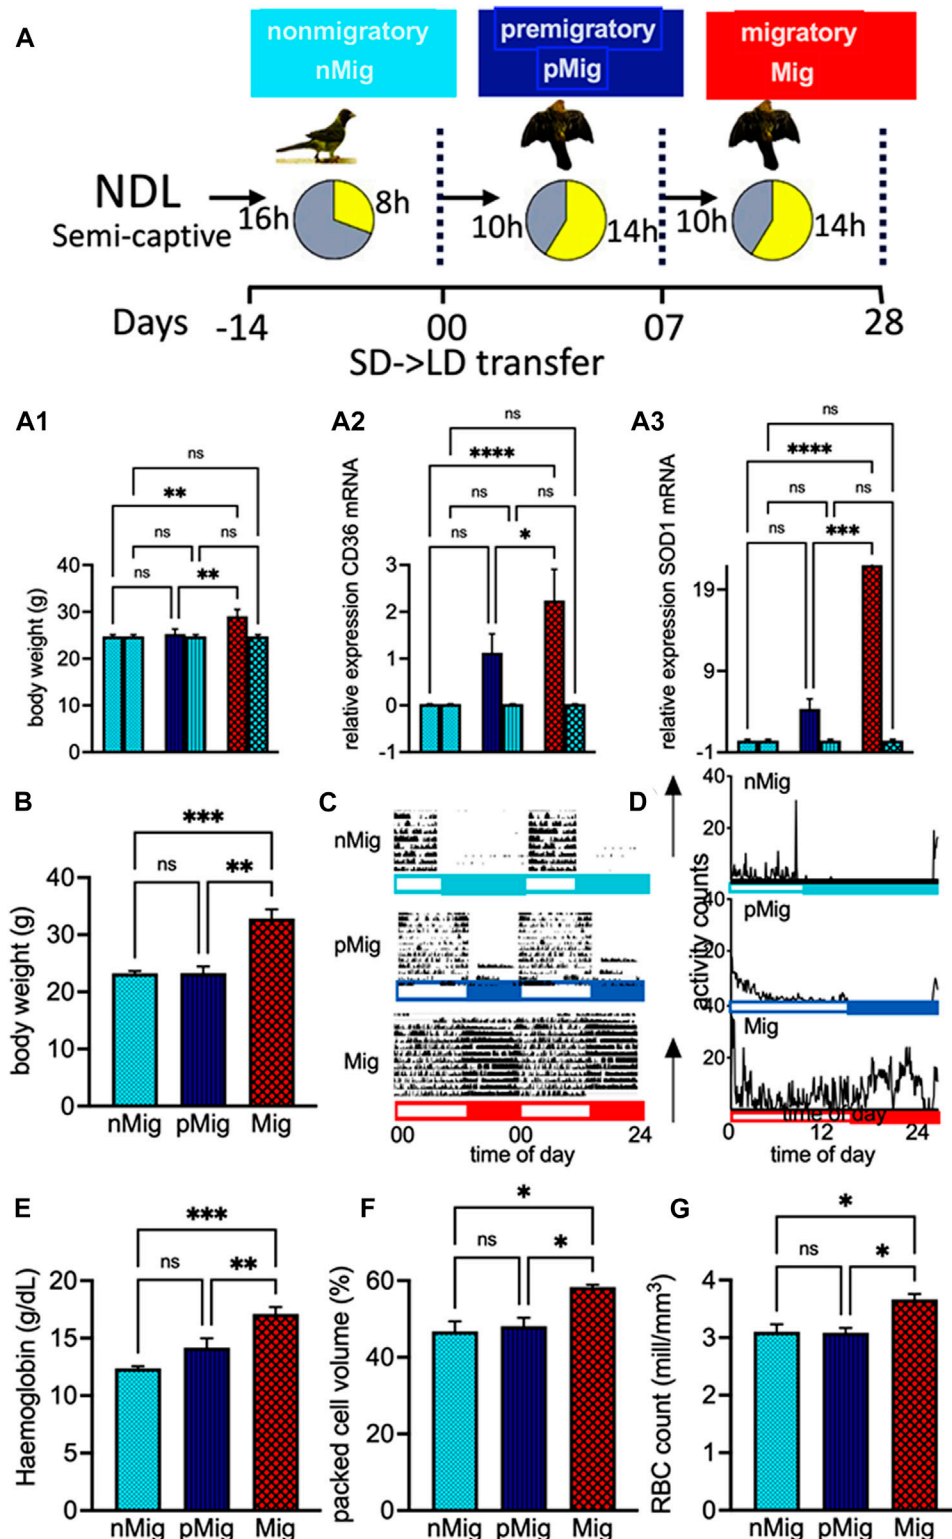 A
nonmigratory
nMig
premigratory
pMig
migratory
Mig
NDL
Semi-captive
16h
8h
10h
14h
10h
14h
Days
-14
00
07
28
SD->LD transfer
A1
ns
**
ns
ns
ns
**
body weight (g)
40
30
20
10
0
A2
ns
****
ns
ns
ns
*
relative expression CD36 mRNA
3
2
1
0
-1
A3
ns
****
ns
ns
ns
***
relative expression SOD1 mRNA
19
9
-1
B
***
ns
**
body weight (g)
40
30
20
10
0
nMig
pMig
Mig
C
nMig
pMig
Mig
00
00
24
time of day
D
activity counts
40
nMig
20
40
pMig
20
40
Mig
20
time of day
0
12
24
time of day
E
***
ns
**
Haemoglobin (g/dL)
20
15
10
5
0
nMig
pMig
Mig
F
*
ns
*
packed cell volume (%)
60
40
20
0
nMig
pMig
Mig
G
*
ns
*
RBC count (mill/mm³)
4
3
2
1
0
nMig
pMig
Mig